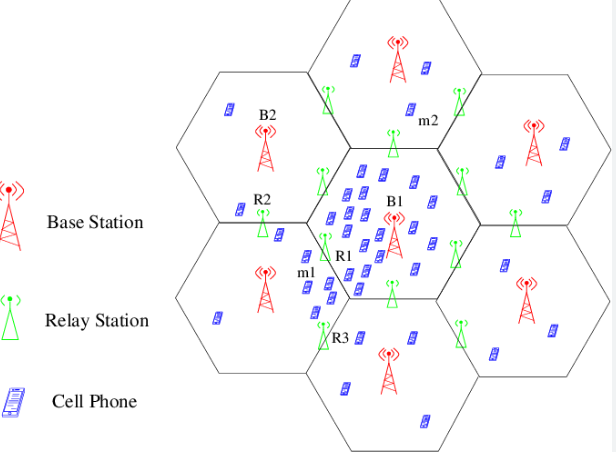 m2
B2
B1
R2
Base Station
R1
m1
Relay Station
R3
Cell Phone